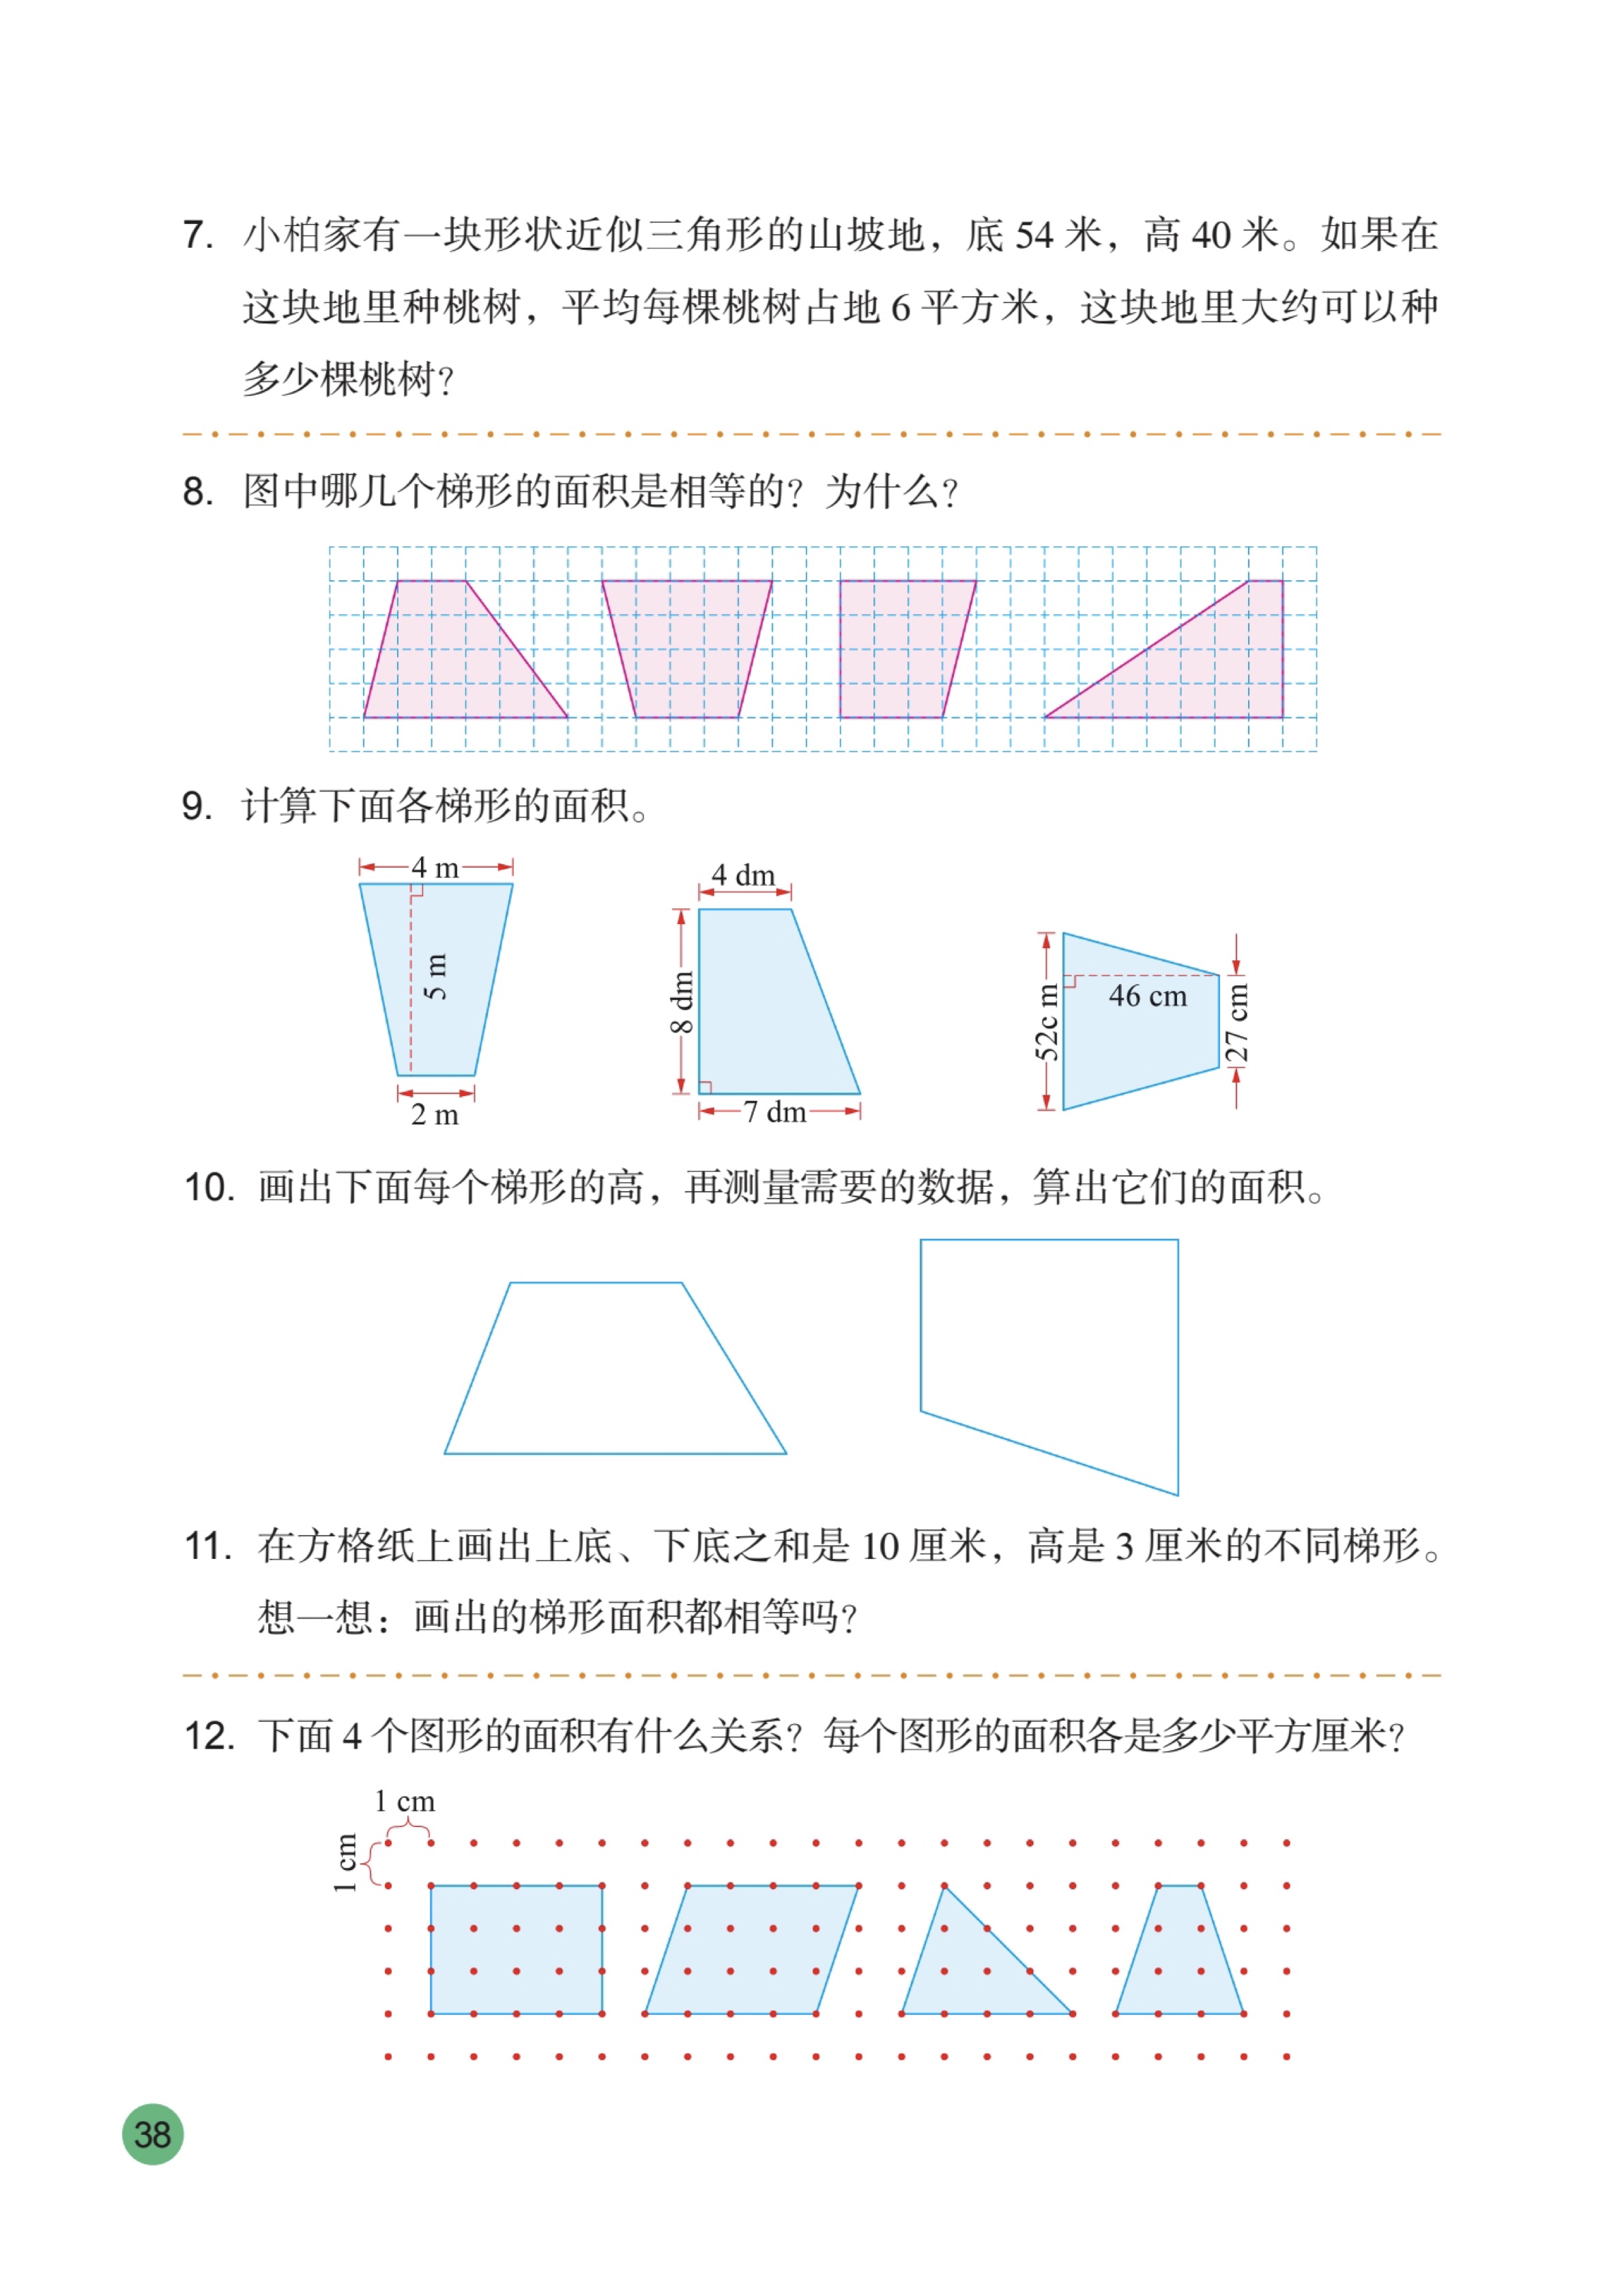 7. 小柏家有一块形状近似三角形的山坡地，底 54 米，高 40 米。如果在
这块地里种桃树，平均每棵桃树占地 6 平方米，这块地里大约可以种
多少棵桃树？
8. 图中哪几个梯形的面积是相等的？为什么？
9. 计算下面各梯形的面积。
4 m
5 m
2 m
4 dm
8 dm
7 dm
52c m
46 cm
27 cm
10. 画出下面每个梯形的高，再测量需要的数据，算出它们的面积。
11. 在方格纸上画出上底、下底之和是 10 厘米，高是 3 厘米的不同梯形。
想一想：画出的梯形面积都相等吗？
12. 下面 4 个图形的面积有什么关系？每个图形的面积各是多少平方厘米？
1 cm
1 cm
38